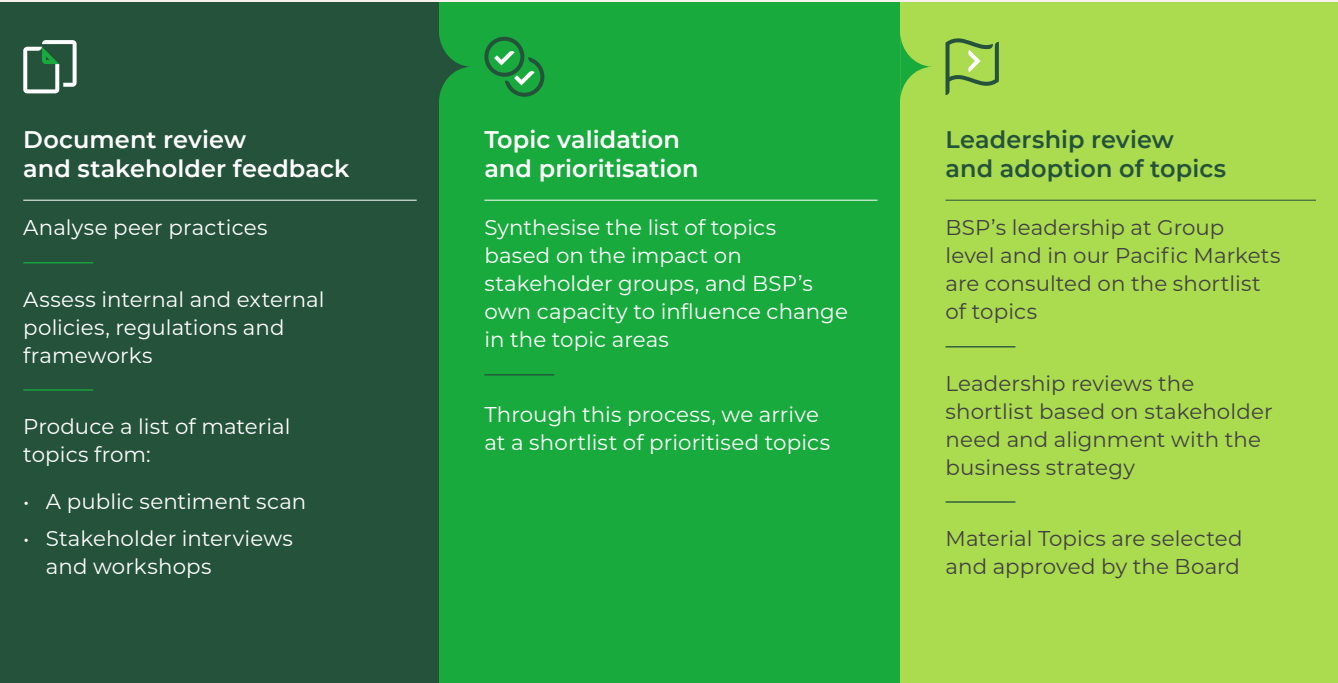 Document review
and stakeholder feedback
Analyse peer practices
Assess internal and external
policies, regulations and
frameworks
Produce a list of material
topics from:
• A public sentiment scan
• Stakeholder interviews
and workshops
Topic validation
and prioritisation
Synthesise the list of topics
based on the impact on
stakeholder groups, and BSP’s
own capacity to influence change
in the topic areas
Through this process, we arrive
at a shortlist of prioritised topics
Leadership review
and adoption of topics
BSP’s leadership at Group
level and in our Pacific Markets
are consulted on the shortlist
of topics
Leadership reviews the
shortlist based on stakeholder
need and alignment with the
business strategy
Material Topics are selected
and approved by the Board